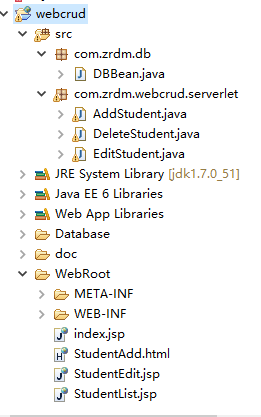 webcrud
src
com.zrdm.db
DBBean.java
com.zrdm.webcrud.serverlet
AddStudent.java
DeleteStudent.java
EditStudent.java
JRE System Library [jdk1.7.0_51]
Java EE 6 Libraries
Web App Libraries
Database
doc
WebRoot
META-INF
WEB-INF
index.jsp
StudentAdd.html
StudentEdit.jsp
StudentList.jsp